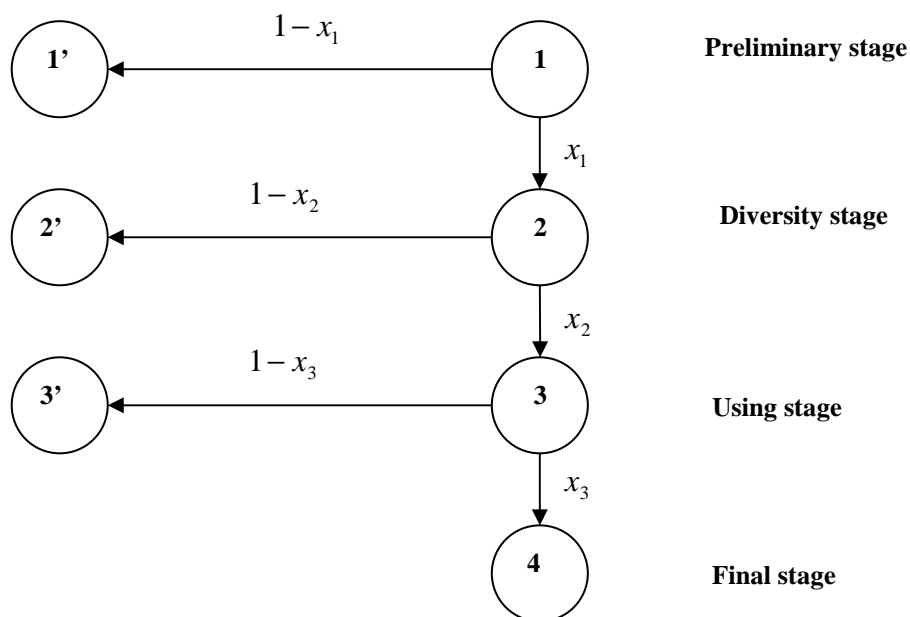 1 − x₁
1’
1
Preliminary stage
x₁
1 − x₂
2’
2
Diversity stage
x₂
1 − x₃
3’
3
Using stage
x₃
4
Final stage